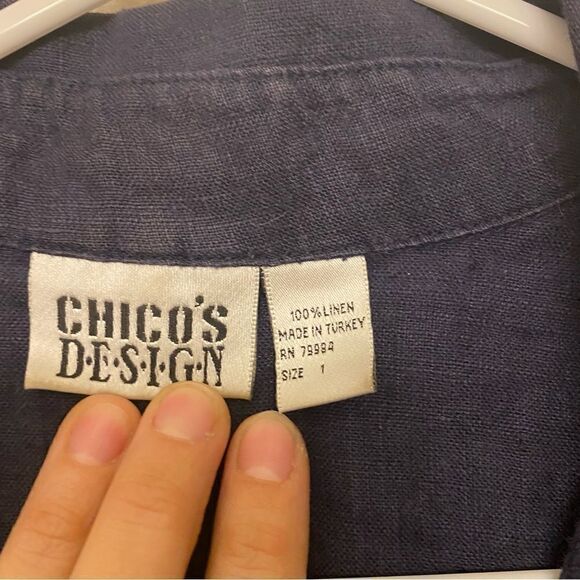 CHICO'S
D·E·S·I·G·N
100% LINEN
MADE IN TURKEY
RN 79984
SIZE 1